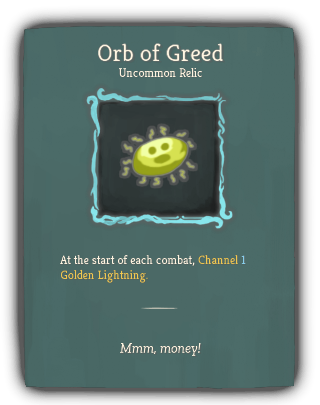 Orb of Greed
Uncommon Relic
At the start of each combat, Channel 1
Golden Lightning.
Mmm, money!